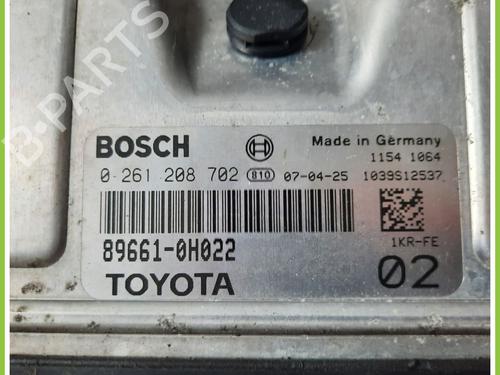 B-PARTS
BOSCH
Made in Germany
1154 1064
0 261 208 702 810 07-04-25 1039S12537
89661-0H022
1KR-FE
TOYOTA
02